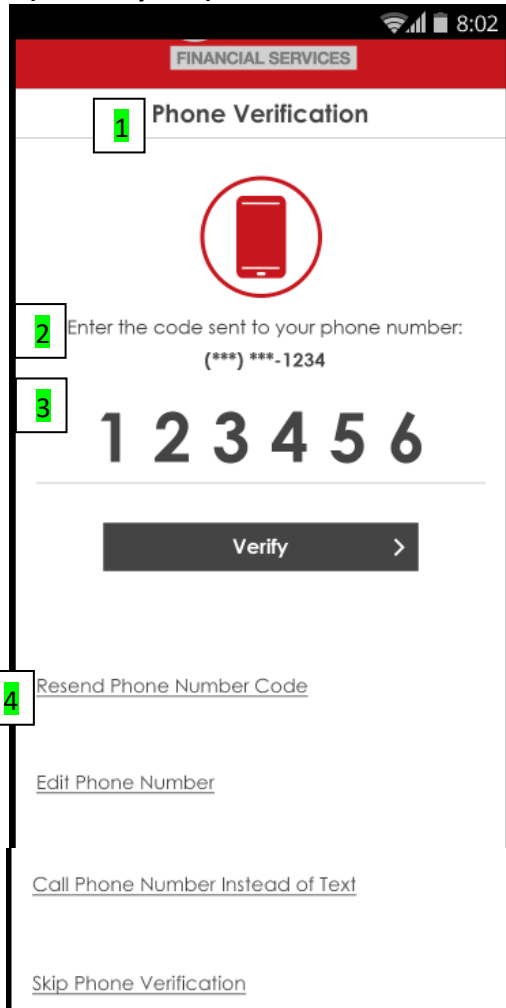 8:02
FINANCIAL SERVICES
1
Phone Verification
2
Enter the code sent to your phone number:
(***) ***-1234
3
1 2 3 4 5 6
Verify >
4
Resend Phone Number Code
Edit Phone Number
Call Phone Number Instead of Text
Skip Phone Verification